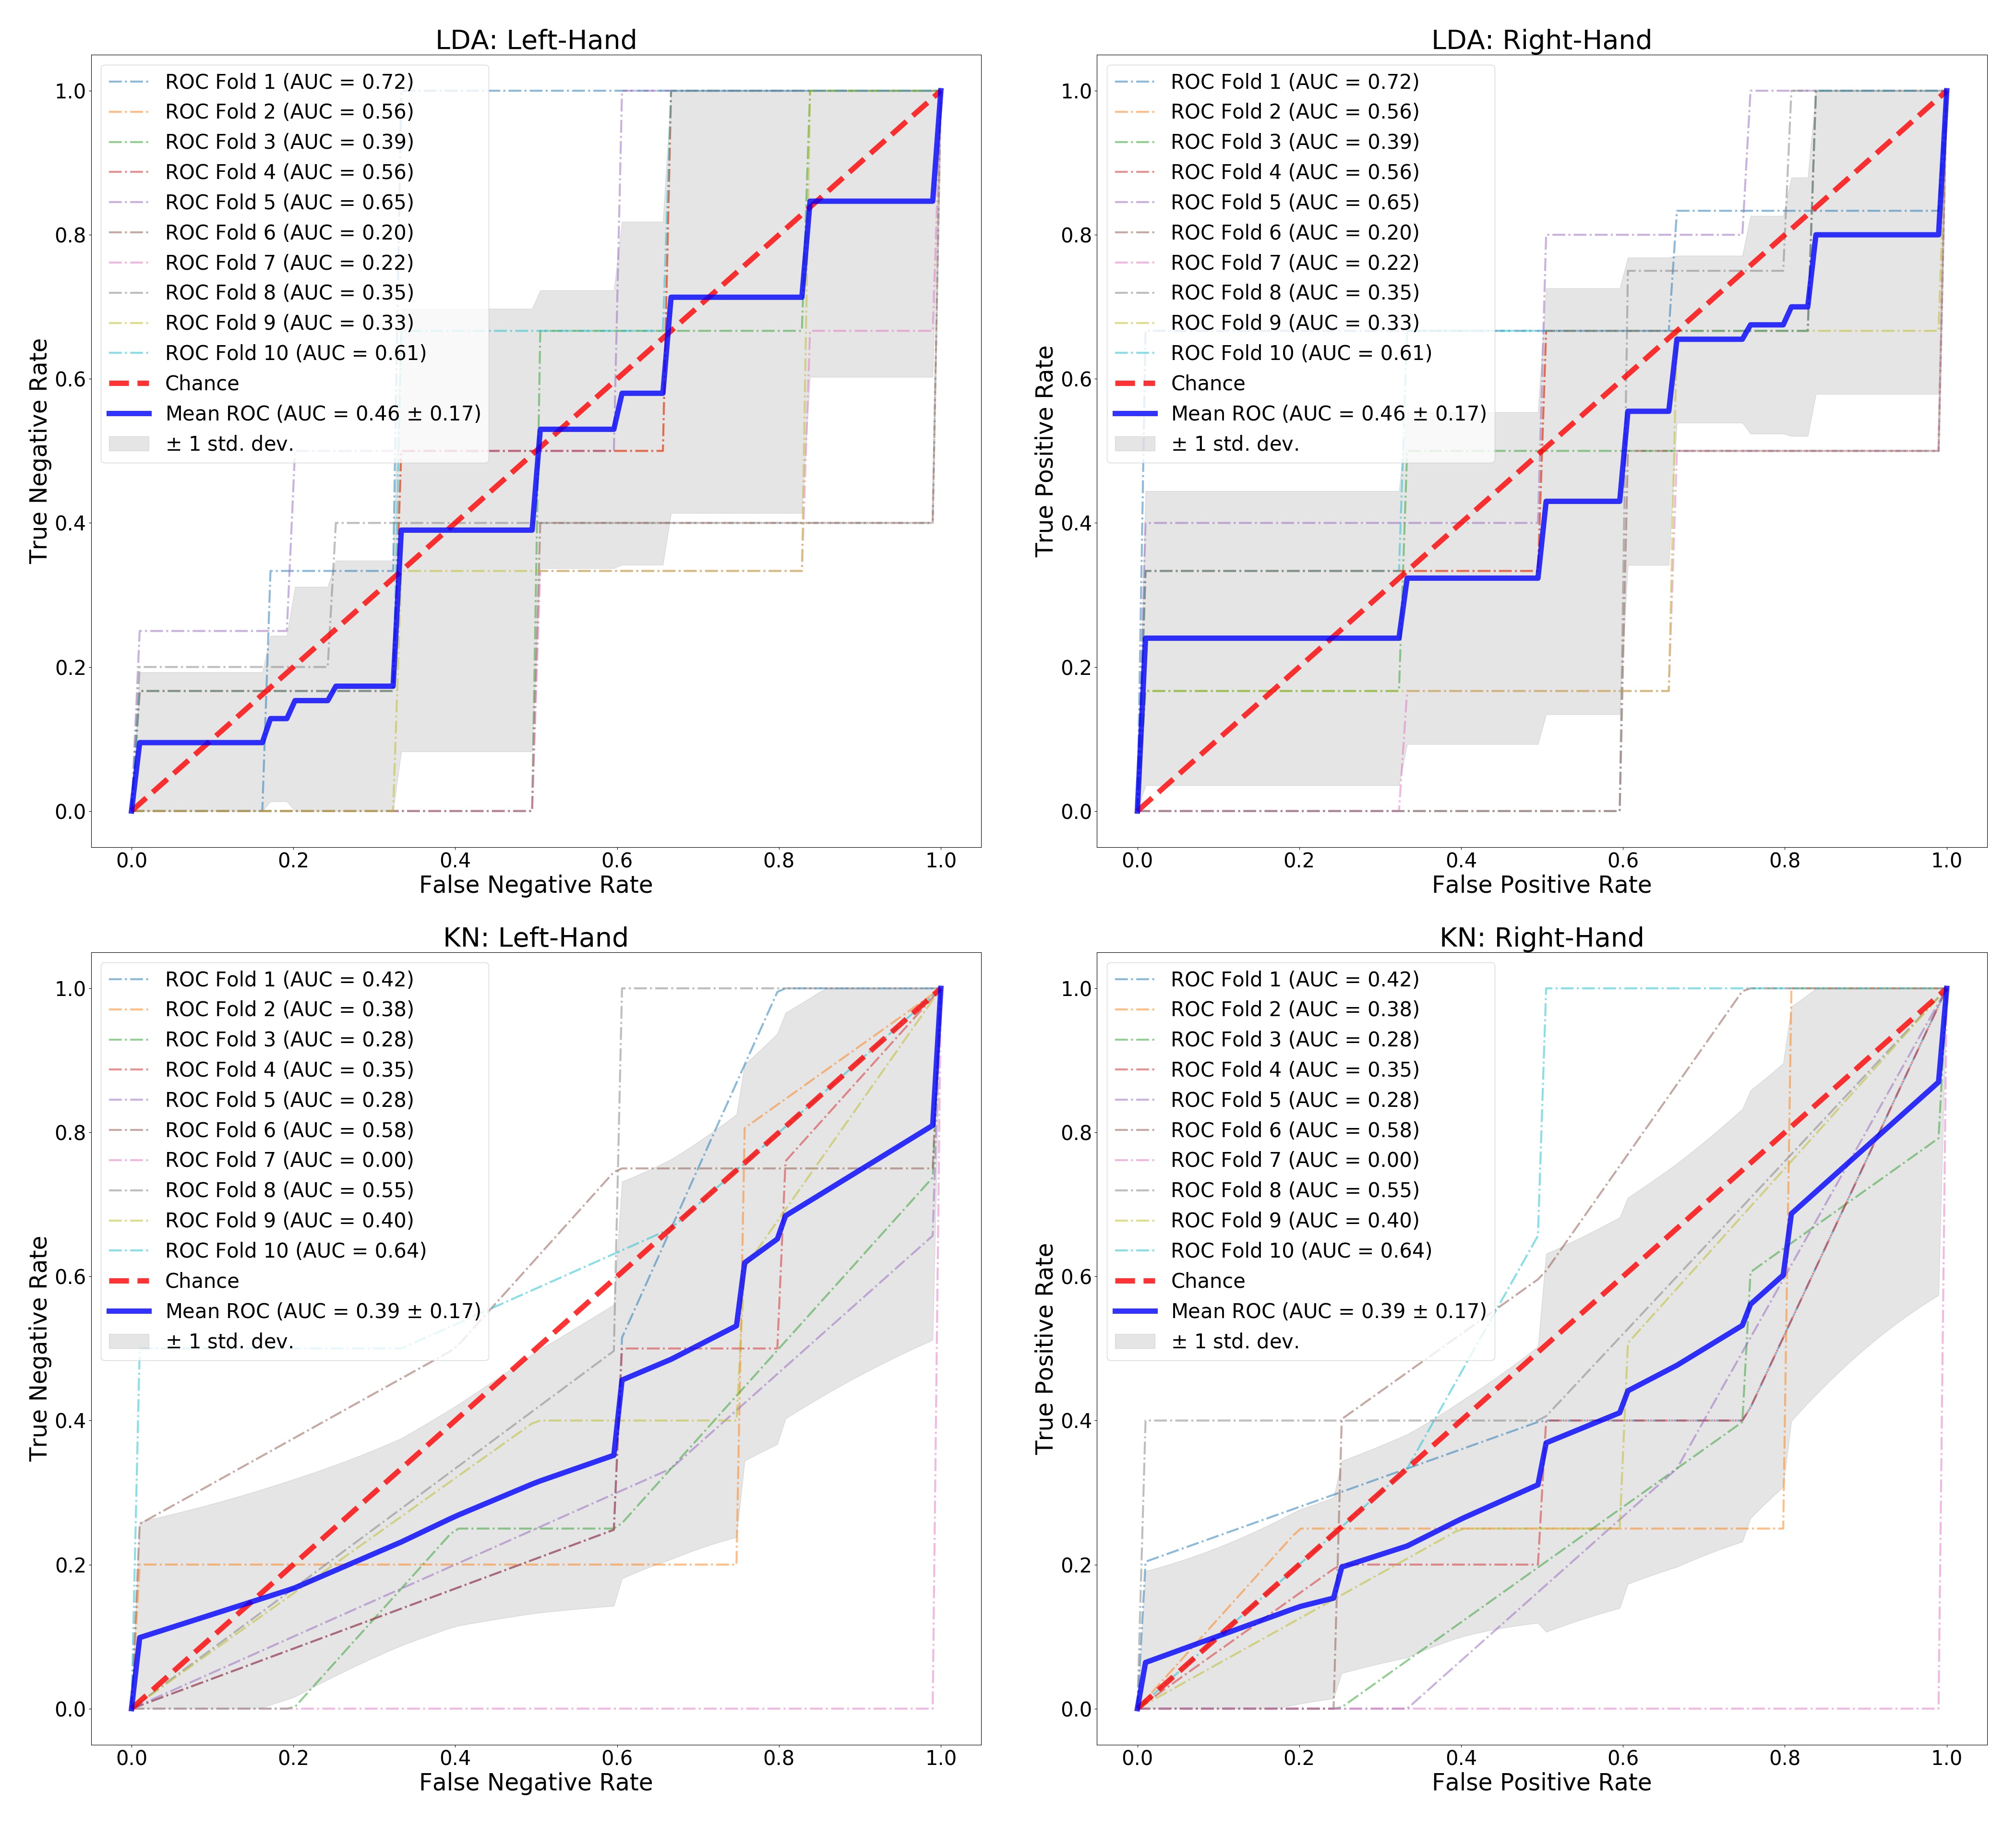 LDA: Left-Hand
ROC Fold 1 (AUC = 0.72)
ROC Fold 2 (AUC = 0.56)
ROC Fold 3 (AUC = 0.39)
ROC Fold 4 (AUC = 0.56)
ROC Fold 5 (AUC = 0.65)
ROC Fold 6 (AUC = 0.20)
ROC Fold 7 (AUC = 0.22)
ROC Fold 8 (AUC = 0.35)
ROC Fold 9 (AUC = 0.33)
ROC Fold 10 (AUC = 0.61)
Chance
Mean ROC (AUC = 0.46 ± 0.17)
± 1 std. dev.
True Negative Rate
1.0
0.8
0.6
0.4
0.2
0.0
0.0 0.2 0.4 0.6 0.8 1.0
False Negative Rate
LDA: Right-Hand
ROC Fold 1 (AUC = 0.72)
ROC Fold 2 (AUC = 0.56)
ROC Fold 3 (AUC = 0.39)
ROC Fold 4 (AUC = 0.56)
ROC Fold 5 (AUC = 0.65)
ROC Fold 6 (AUC = 0.20)
ROC Fold 7 (AUC = 0.22)
ROC Fold 8 (AUC = 0.35)
ROC Fold 9 (AUC = 0.33)
ROC Fold 10 (AUC = 0.61)
Chance
Mean ROC (AUC = 0.46 ± 0.17)
± 1 std. dev.
True Positive Rate
1.0
0.8
0.6
0.4
0.2
0.0
0.0 0.2 0.4 0.6 0.8 1.0
False Positive Rate
KN: Left-Hand
ROC Fold 1 (AUC = 0.42)
ROC Fold 2 (AUC = 0.38)
ROC Fold 3 (AUC = 0.28)
ROC Fold 4 (AUC = 0.35)
ROC Fold 5 (AUC = 0.28)
ROC Fold 6 (AUC = 0.58)
ROC Fold 7 (AUC = 0.00)
ROC Fold 8 (AUC = 0.55)
ROC Fold 9 (AUC = 0.40)
ROC Fold 10 (AUC = 0.64)
Chance
Mean ROC (AUC = 0.39 ± 0.17)
± 1 std. dev.
True Negative Rate
1.0
0.8
0.6
0.4
0.2
0.0
0.0 0.2 0.4 0.6 0.8 1.0
False Negative Rate
KN: Right-Hand
ROC Fold 1 (AUC = 0.42)
ROC Fold 2 (AUC = 0.38)
ROC Fold 3 (AUC = 0.28)
ROC Fold 4 (AUC = 0.35)
ROC Fold 5 (AUC = 0.28)
ROC Fold 6 (AUC = 0.58)
ROC Fold 7 (AUC = 0.00)
ROC Fold 8 (AUC = 0.55)
ROC Fold 9 (AUC = 0.40)
ROC Fold 10 (AUC = 0.64)
Chance
Mean ROC (AUC = 0.39 ± 0.17)
± 1 std. dev.
True Positive Rate
1.0
0.8
0.6
0.4
0.2
0.0
0.0 0.2 0.4 0.6 0.8 1.0
False Positive Rate